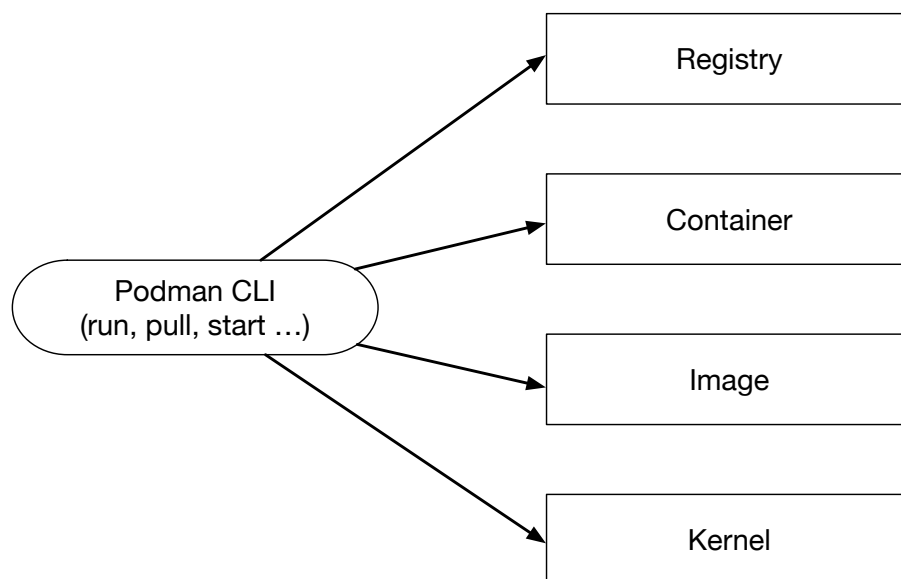 Registry
Container
Podman CLI
(run, pull, start …)
Image
Kernel